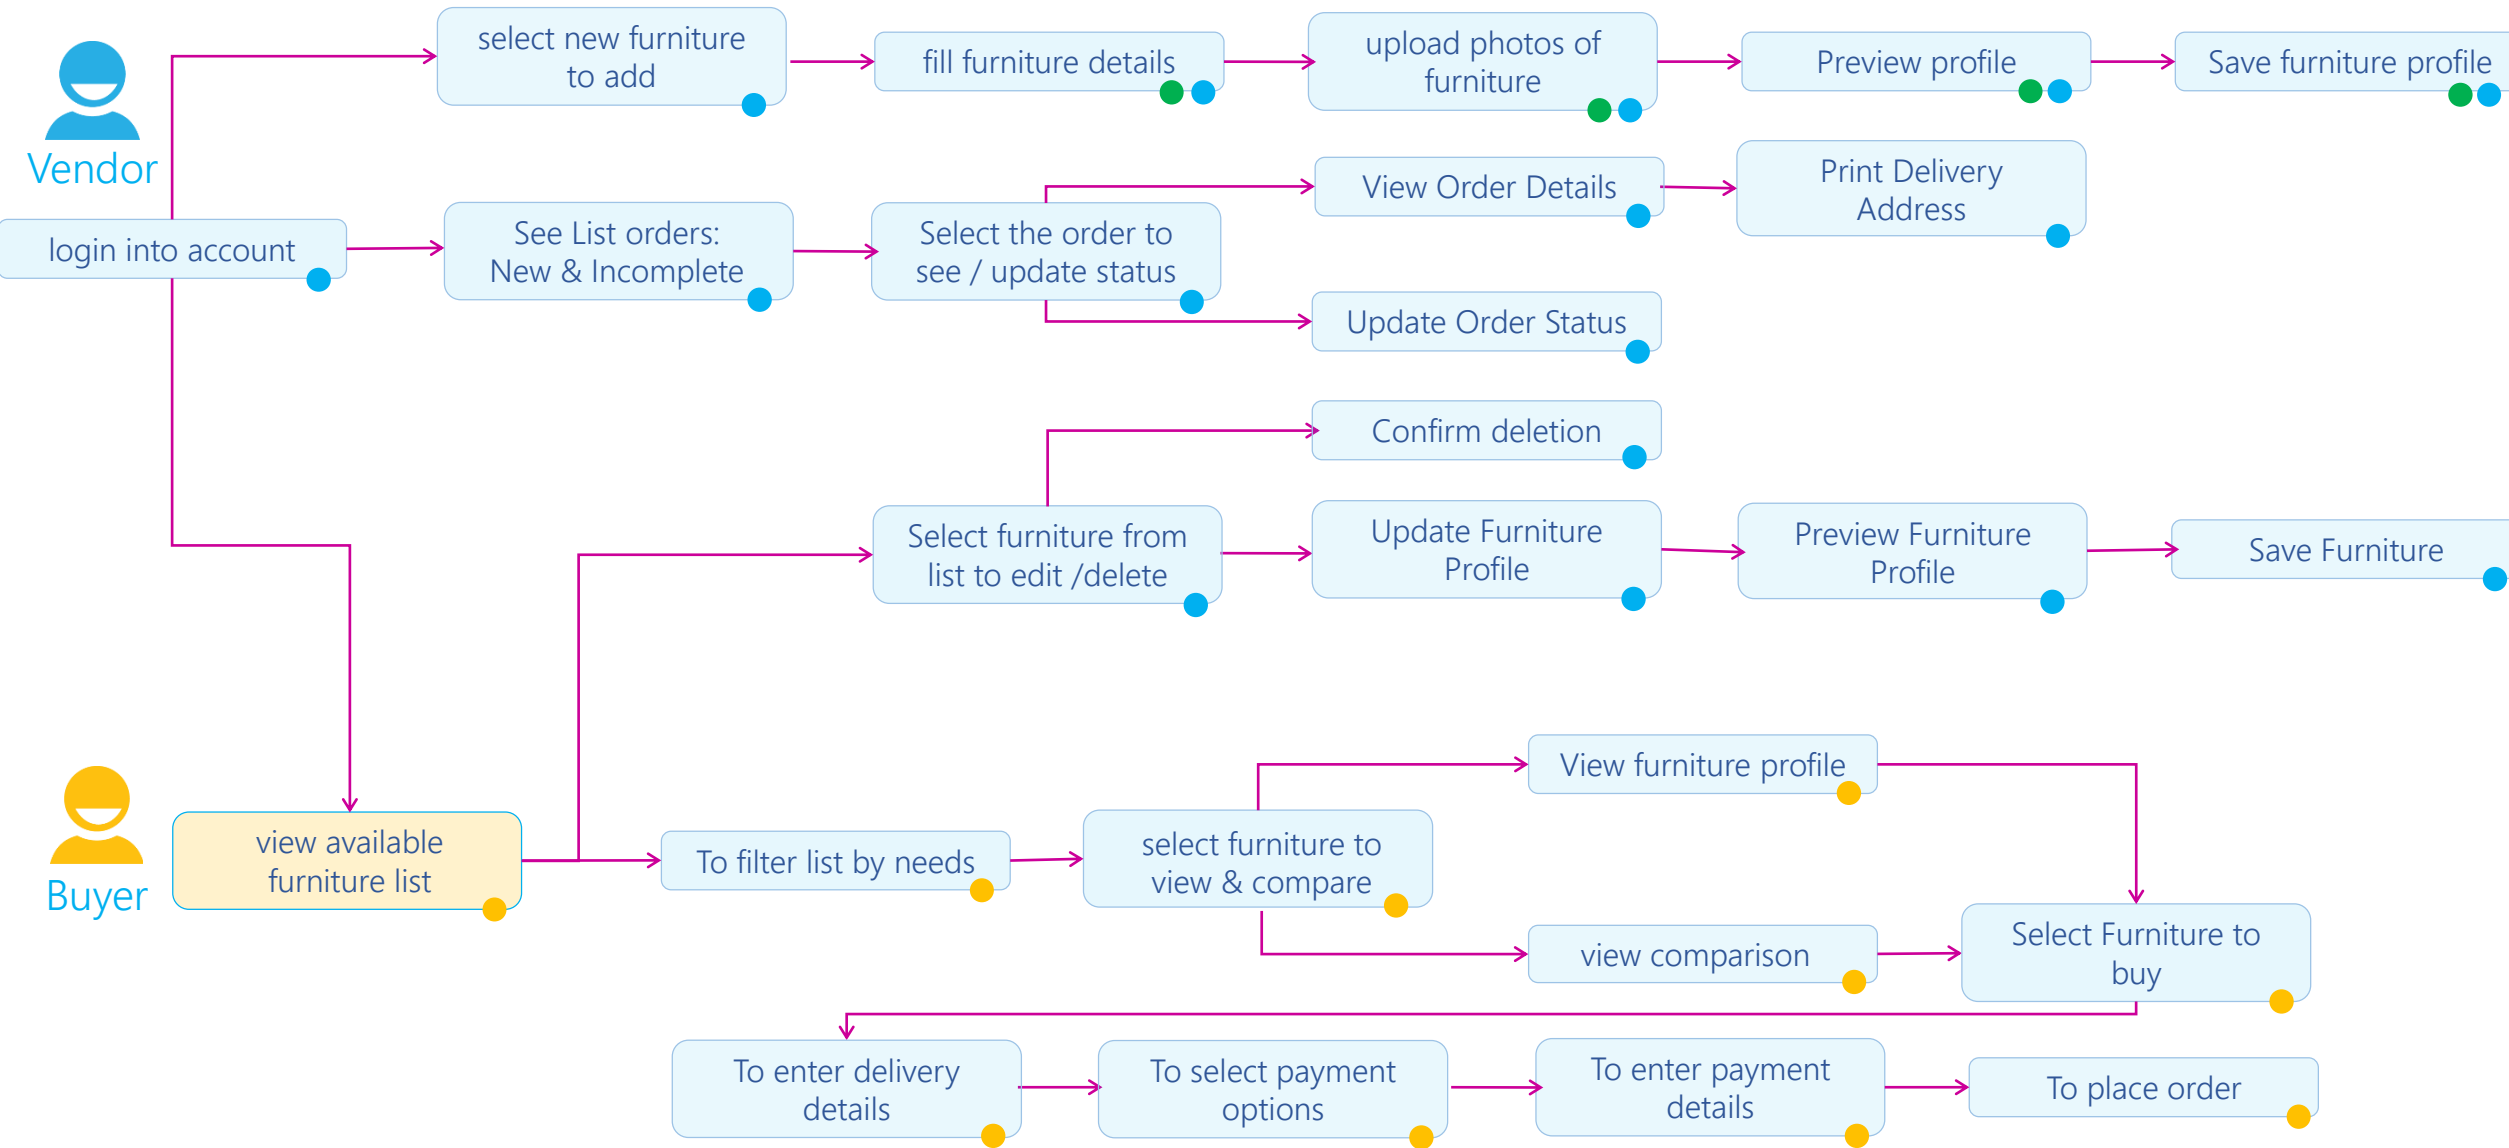 select new furniture
to add
fill furniture details
upload photos of
furniture
Preview profile
Save furniture profile
Vendor
login into account
See List orders:
New & Incomplete
Select the order to
see / update status
View Order Details
Print Delivery
Address
Update Order Status
Confirm deletion
Select furniture from
list to edit /delete
Update Furniture
Profile
Preview Furniture
Profile
Save Furniture
Buyer
view available
furniture list
To filter list by needs
select furniture to
view & compare
View furniture profile
view comparison
Select Furniture to
buy
To enter delivery
details
To select payment
options
To enter payment
details
To place order